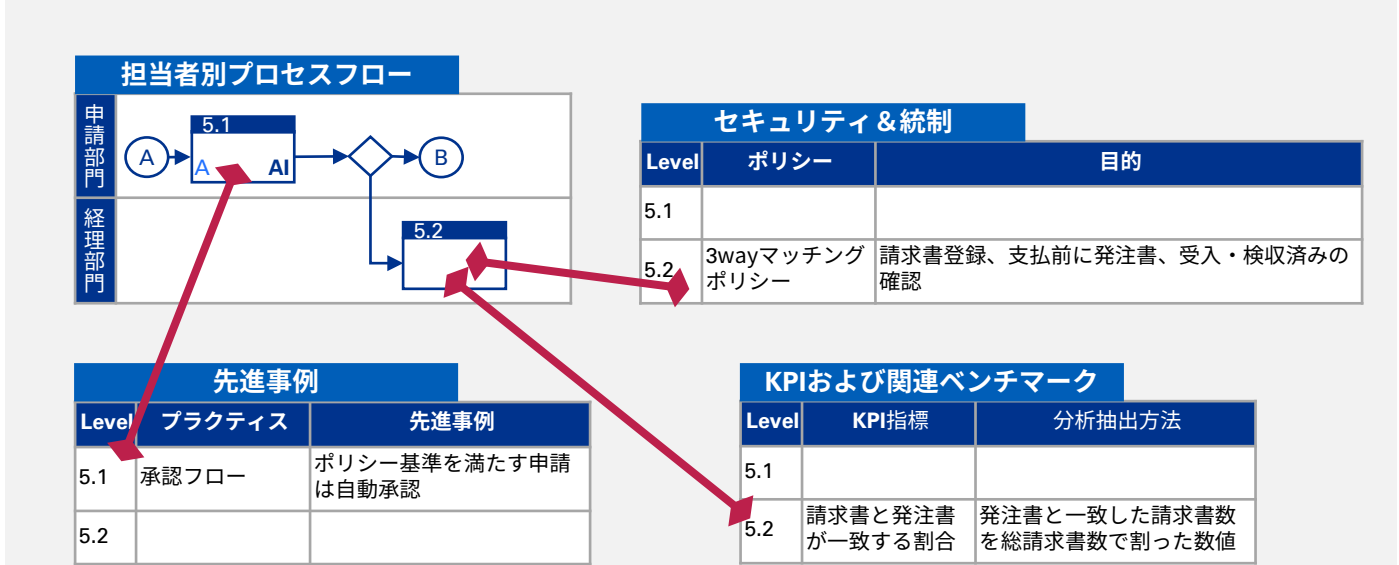 担当者別プロセスフロー
申請部門
A
5.1
A
AI
B
経理部門
5.2
セキュリティ＆統制
Level
ポリシー
目的
5.1
5.2
3wayマッチング
ポリシー
請求書登録、支払前に発注書、受入・検収済みの
確認
先進事例
Level
プラクティス
先進事例
5.1
承認フロー
ポリシー基準を満たす申請
は自動承認
5.2
KPIおよび関連ベンチマーク
Level
KPI指標
分析抽出方法
5.1
5.2
請求書と発注書
が一致する割合
発注書と一致した請求書数
を総請求書数で割った数値